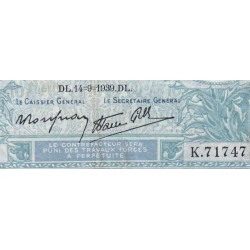 DL.14=9=1939.DL.
LE CAISSIER GÉNÉRAL LE SECRÉTAIRE GÉNÉRAL
LE CONTREFACTEUR SERA
PUNI DES TRAVAUX FORCÉS
A PERPÉTUITÉ
K.71747